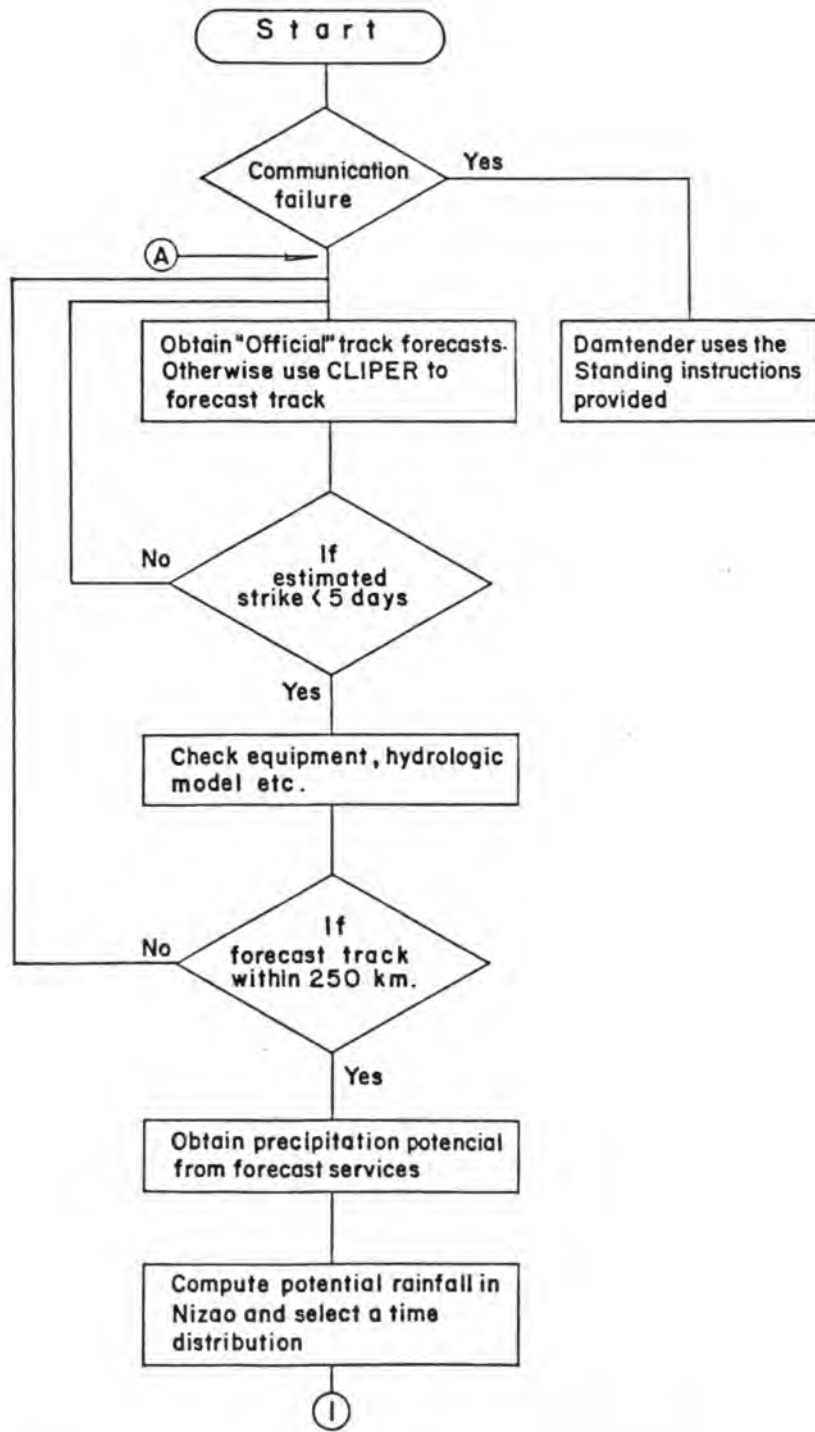 Start
Communication
failure
Yes
A
Obtain "Official" track forecasts.
Otherwise use CLIPER to
forecast track
Damtender uses the
Standing instructions
provided
No
If
estimated
strike < 5 days
Yes
Check equipment, hydrologic
model etc.
No
If
forecast track
within 250 km.
Yes
Obtain precipitation potencial
from forecast services
Compute potential rainfall in
Nizao and select a time
distribution
1